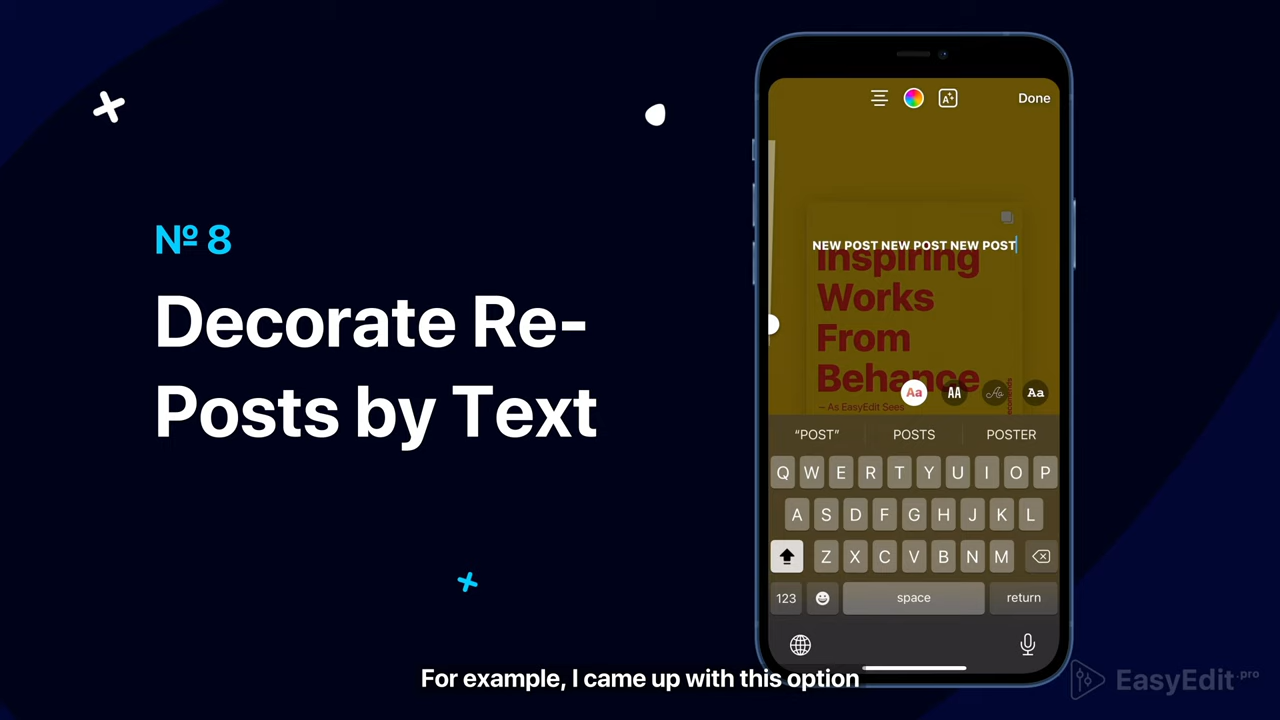 № 8
Decorate Re-
Posts by Text
Done
NEW POST NEW POST NEW POST
Inspiring
Works
From
Behance
— As EasyEdit Sees
Aa AA Aa Aa
“POST” POSTS POSTER
Q W E R T Y U I O P
A S D F G H J K L
Z X C V B N M
123 space return
For example, I came up with this option
EasyEdit.pro